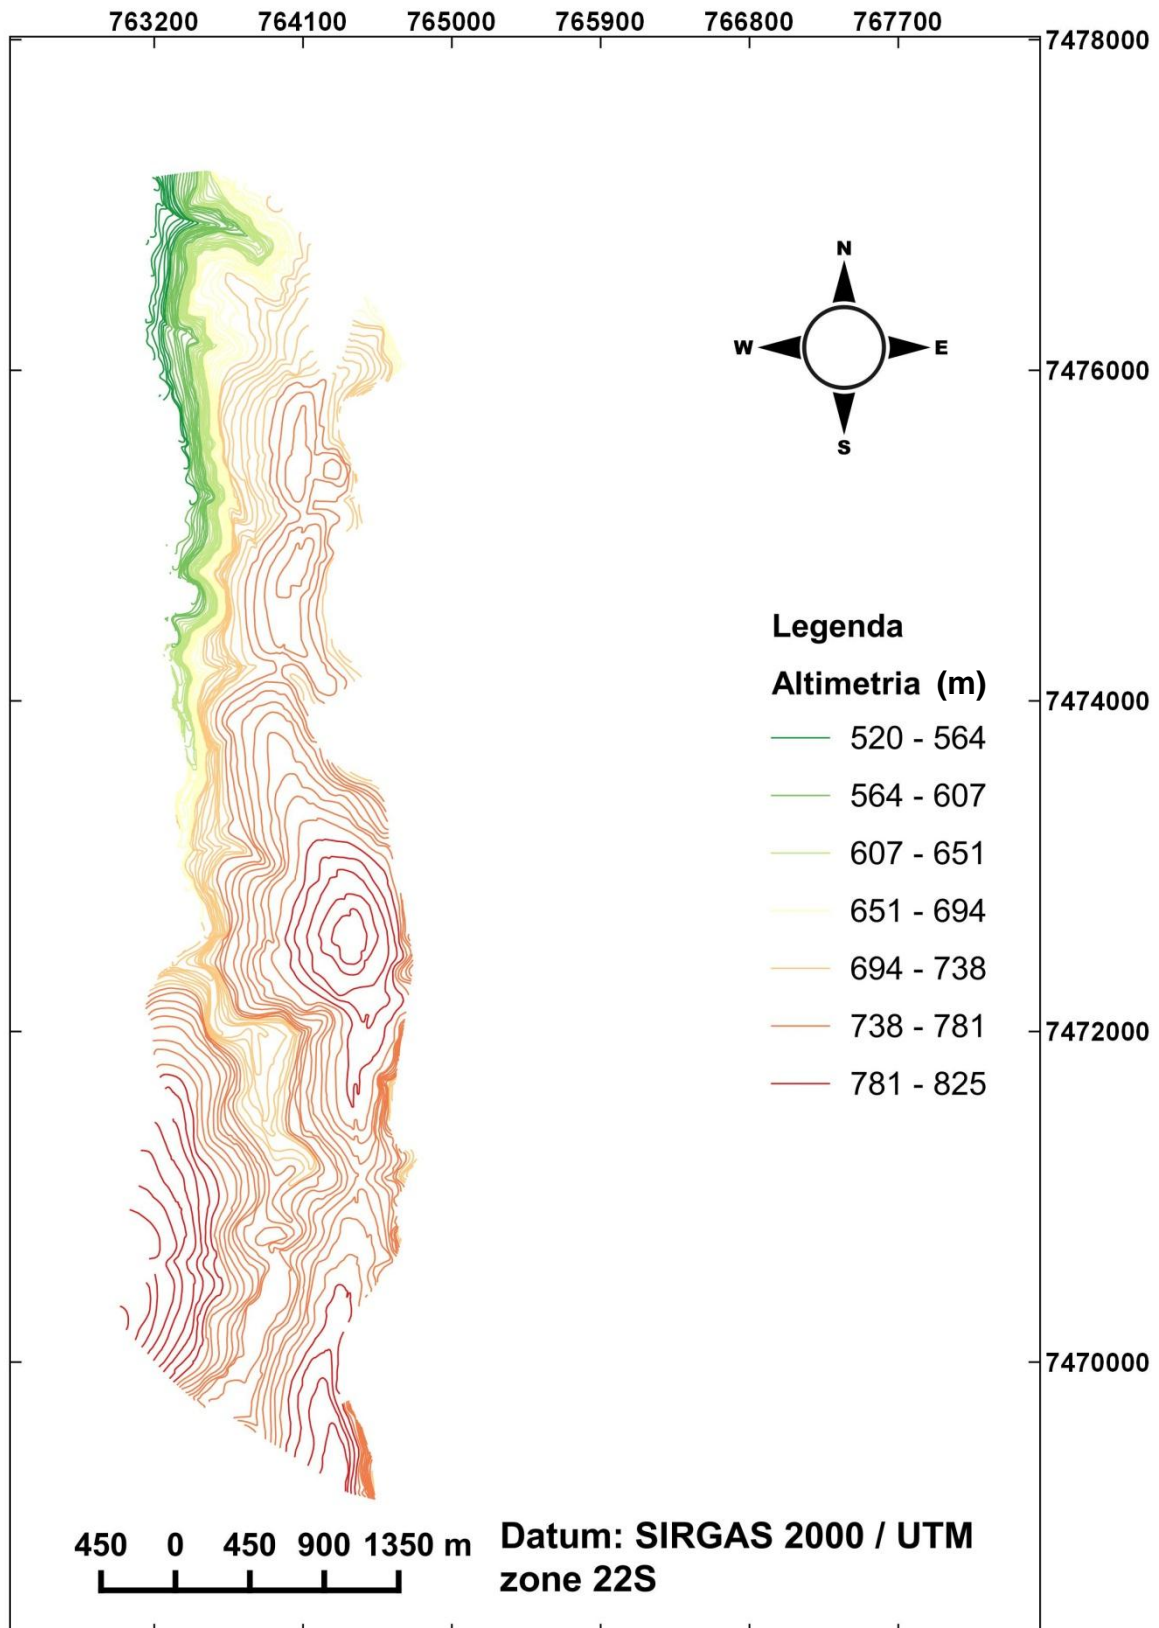 763200 764100 765000 765900 766800 767700
7478000
N
W E
S
7476000
Legenda
Altimetria (m)
7474000
520 - 564
564 - 607
607 - 651
651 - 694
694 - 738
738 - 781
781 - 825
7472000
7470000
450 0 450 900 1350 m
Datum: SIRGAS 2000 / UTM
zone 22S